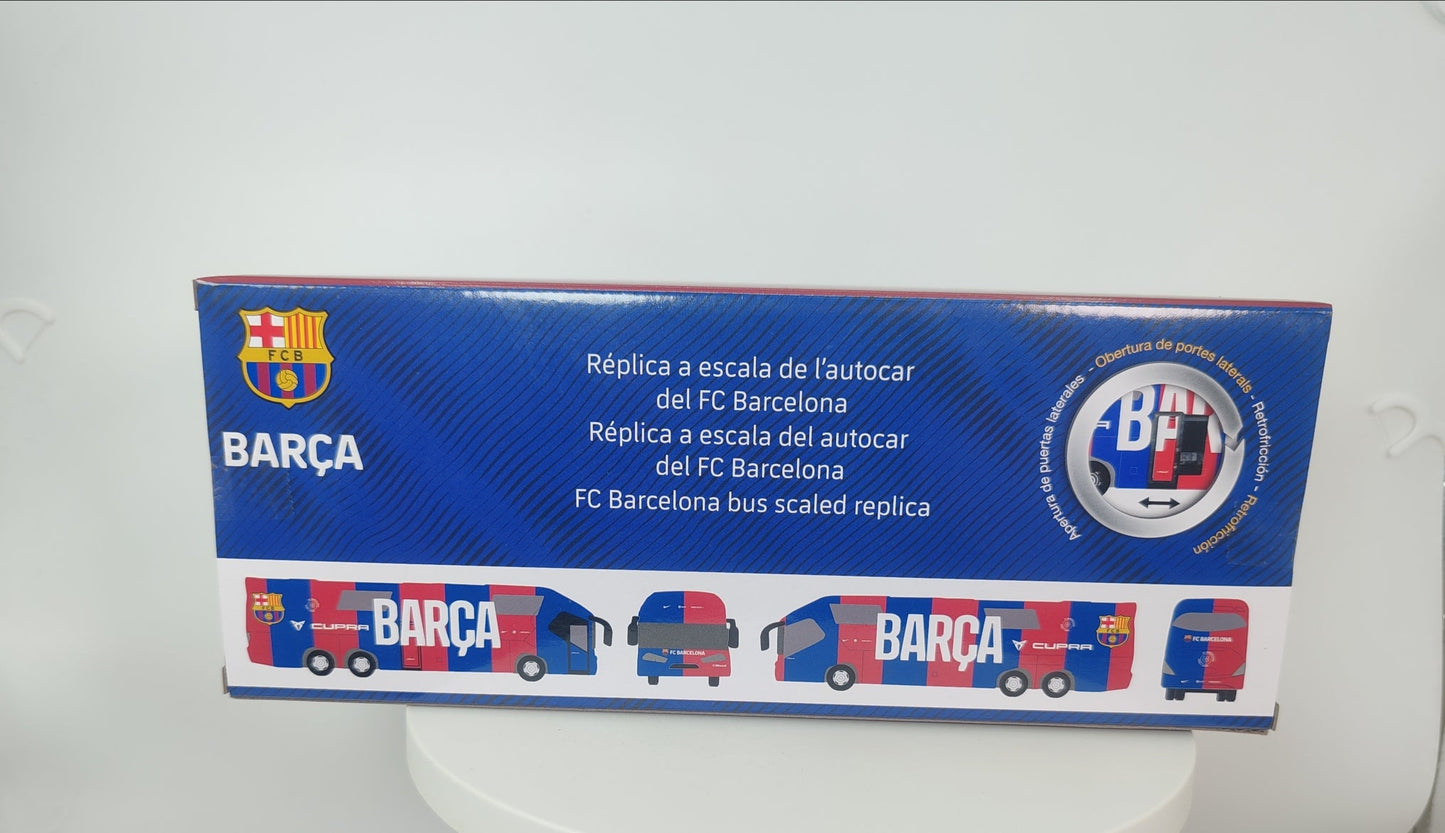 FCB
BARÇA
Réplica a escala de l'autocar
del FC Barcelona
Réplica a escala del autocar
del FC Barcelona
FC Barcelona bus scaled replica
Apertura de puertas laterales - Obertura de portes laterals - Retrofricción - Retrofricción
BAR
CUPRA BARÇA
FC BARCELONA
BARÇA CUPRA
FC BARCELONA